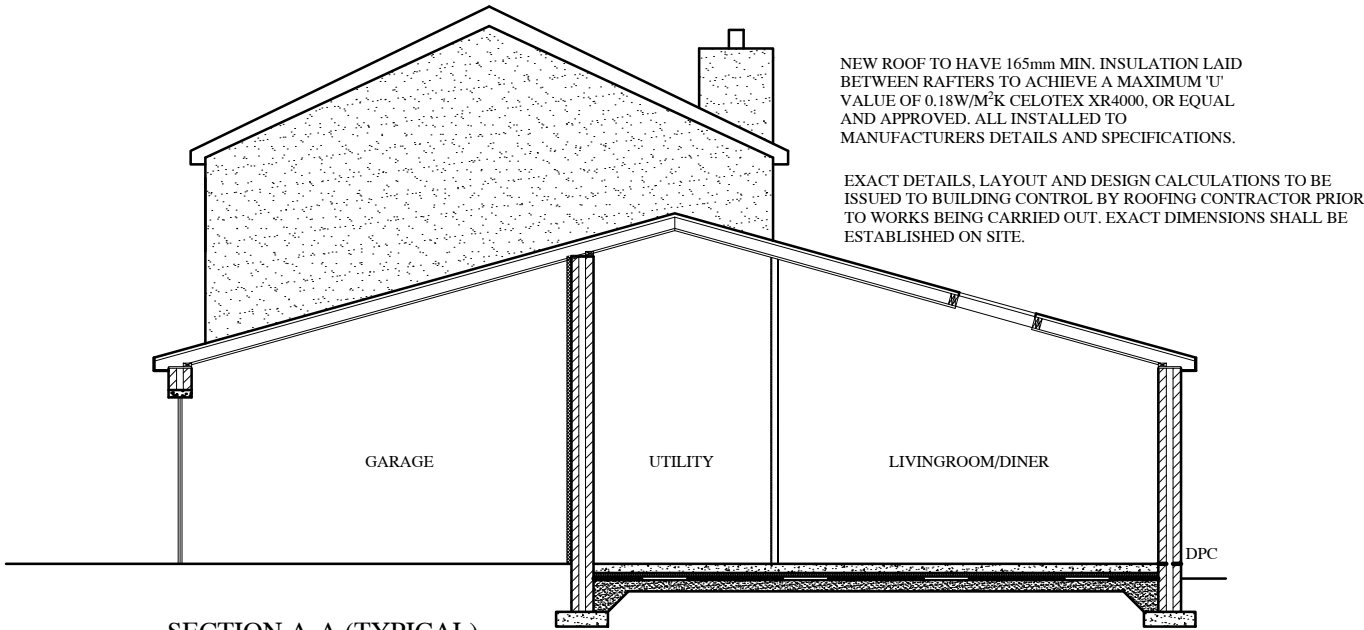 NEW ROOF TO HAVE 165mm MIN. INSULATION LAID
BETWEEN RAFTERS TO ACHIEVE A MAXIMUM 'U'
VALUE OF 0.18W/M²K CELOTEX XR4000, OR EQUAL
AND APPROVED. ALL INSTALLED TO
MANUFACTURERS DETAILS AND SPECIFICATIONS.
EXACT DETAILS, LAYOUT AND DESIGN CALCULATIONS TO BE
ISSUED TO BUILDING CONTROL BY ROOFING CONTRACTOR PRIOR
TO WORKS BEING CARRIED OUT. EXACT DIMENSIONS SHALL BE
ESTABLISHED ON SITE.
GARAGE
UTILITY
LIVINGROOM/DINER
DPC
SECTION A-A (TYPICAL)